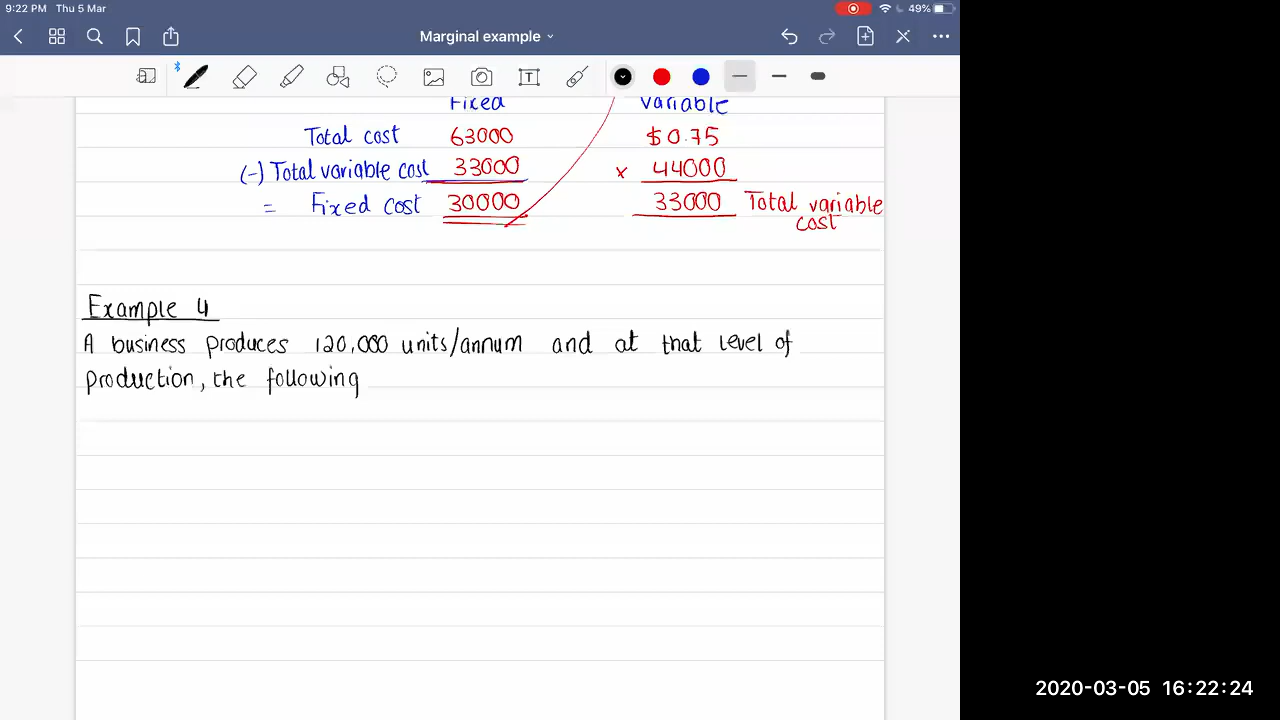 9:22 PM Thu 5 Mar
49%
Marginal example
Fixed Variable
Total cost 63000 $0.75
(-) Total variable cost 33000 x 44000
= Fixed cost 30000 33000 Total variable
cost
Example 4
A business produces 120,000 units/annum and at that level of
production, the following
2020-03-05 16:22:24